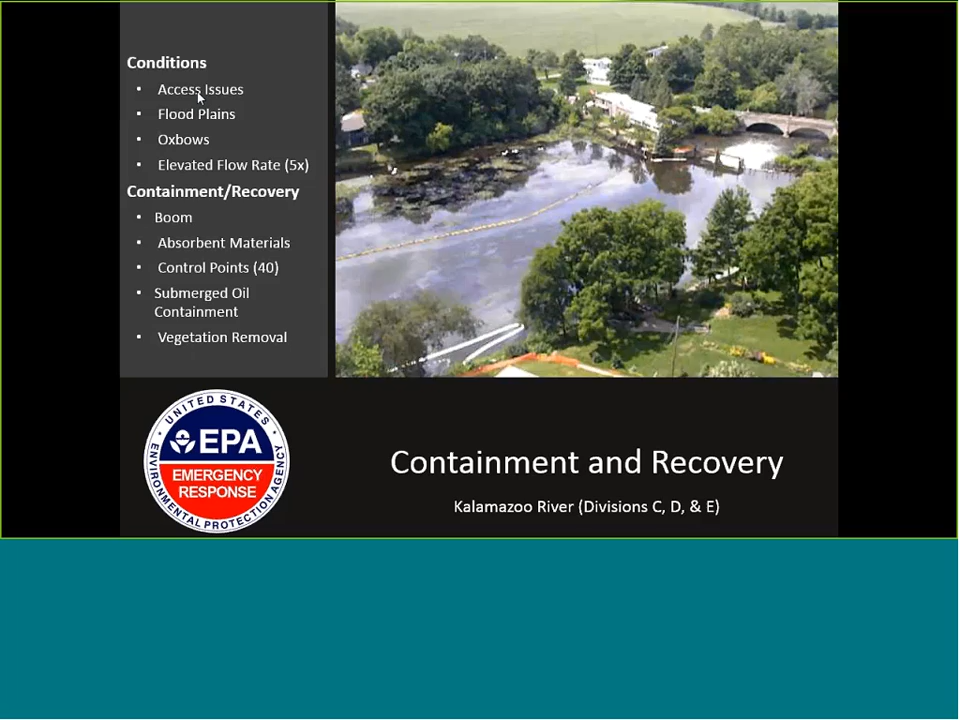 Conditions
• Access Issues
• Flood Plains
• Oxbows
• Elevated Flow Rate (5x)
Containment/Recovery
• Boom
• Absorbent Materials
• Control Points (40)
• Submerged Oil
Containment
• Vegetation Removal
UNITED STATES
EPA
EMERGENCY
RESPONSE
ENVIRONMENTAL PROTECTION AGENCY
Containment and Recovery
Kalamazoo River (Divisions C, D, & E)